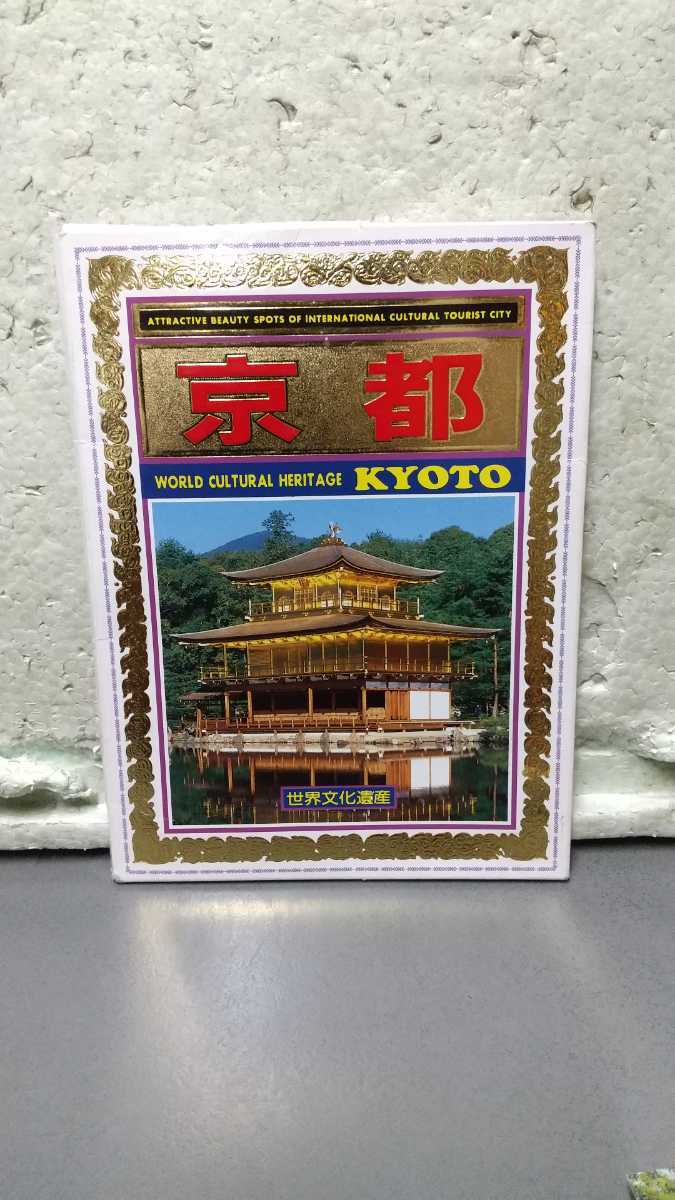 ATTRACTIVE BEAUTY SPOTS OF INTERNATIONAL CULTURAL TOURIST CITY
京都
WORLD CULTURAL HERITAGE KYOTO
世界文化遺産